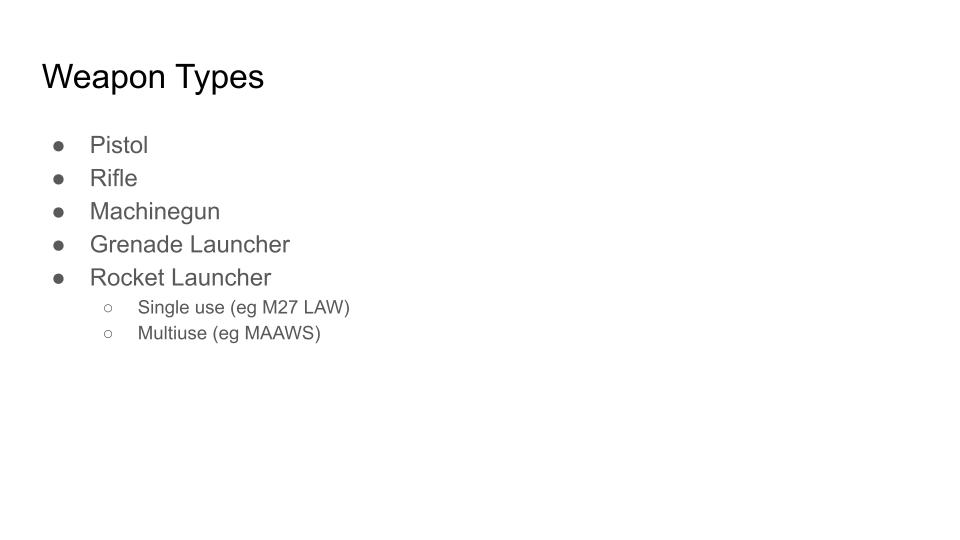 Weapon Types
● Pistol
● Rifle
● Machinegun
● Grenade Launcher
● Rocket Launcher
○ Single use (eg M27 LAW)
○ Multiuse (eg MAAWS)